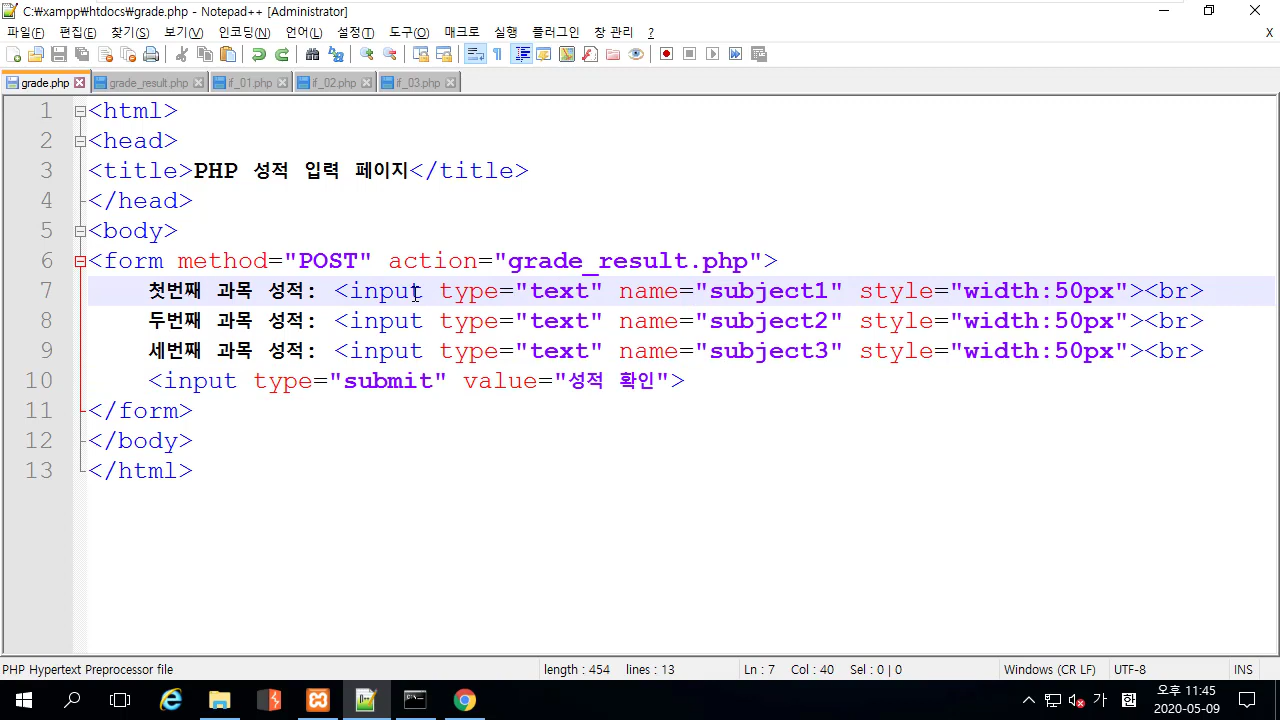 C:₩xampp₩htdocs₩grade.php - Notepad++ [Administrator]
파일(F) 편집(E) 찾기(S) 보기(V) 인코딩(N) 언어(L) 설정(T) 도구(O) 매크로 실행 플러그인 창 관리 ? X
grade.php grade_result.php if_01.php if_02.php if_03.php
1 <html>
2 <head>
3 <title>PHP 성적 입력 페이지</title>
4 </head>
5 <body>
6 <form method="POST" action="grade_result.php">
7 첫번째 과목 성적: <input type="text" name="subject1" style="width:50px"><br>
8 두번째 과목 성적: <input type="text" name="subject2" style="width:50px"><br>
9 세번째 과목 성적: <input type="text" name="subject3" style="width:50px"><br>
10 <input type="submit" value="성적 확인">
11 </form>
12 </body>
13 </html>
PHP Hypertext Preprocessor file length : 454 lines : 13 Ln : 7 Col : 40 Sel : 0 | 0 Windows (CR LF) UTF-8 INS
가 한 오후 11:45
2020-05-09